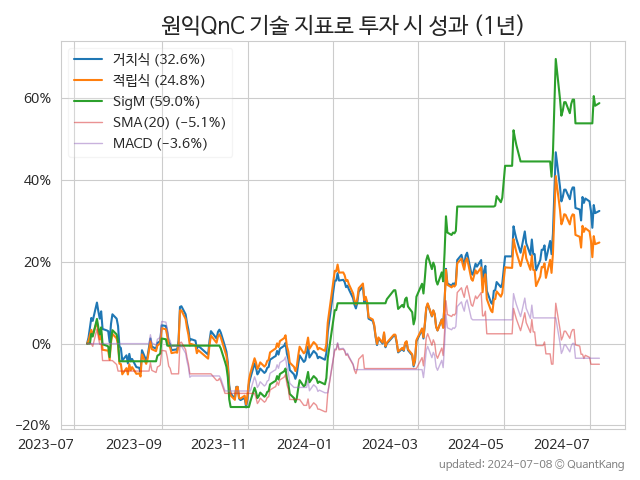 원익QnC 기술 지표로 투자 시 성과 (1년)
거치식 (32.6%)
적립식 (24.8%)
SigM (59.0%)
SMA(20) (−5.1%)
MACD (−3.6%)
60%
40%
20%
0%
−20%
2023-07 2023-09 2023-11 2024-01 2024-03 2024-05 2024-07
updated: 2024-07-08 © QuantKang